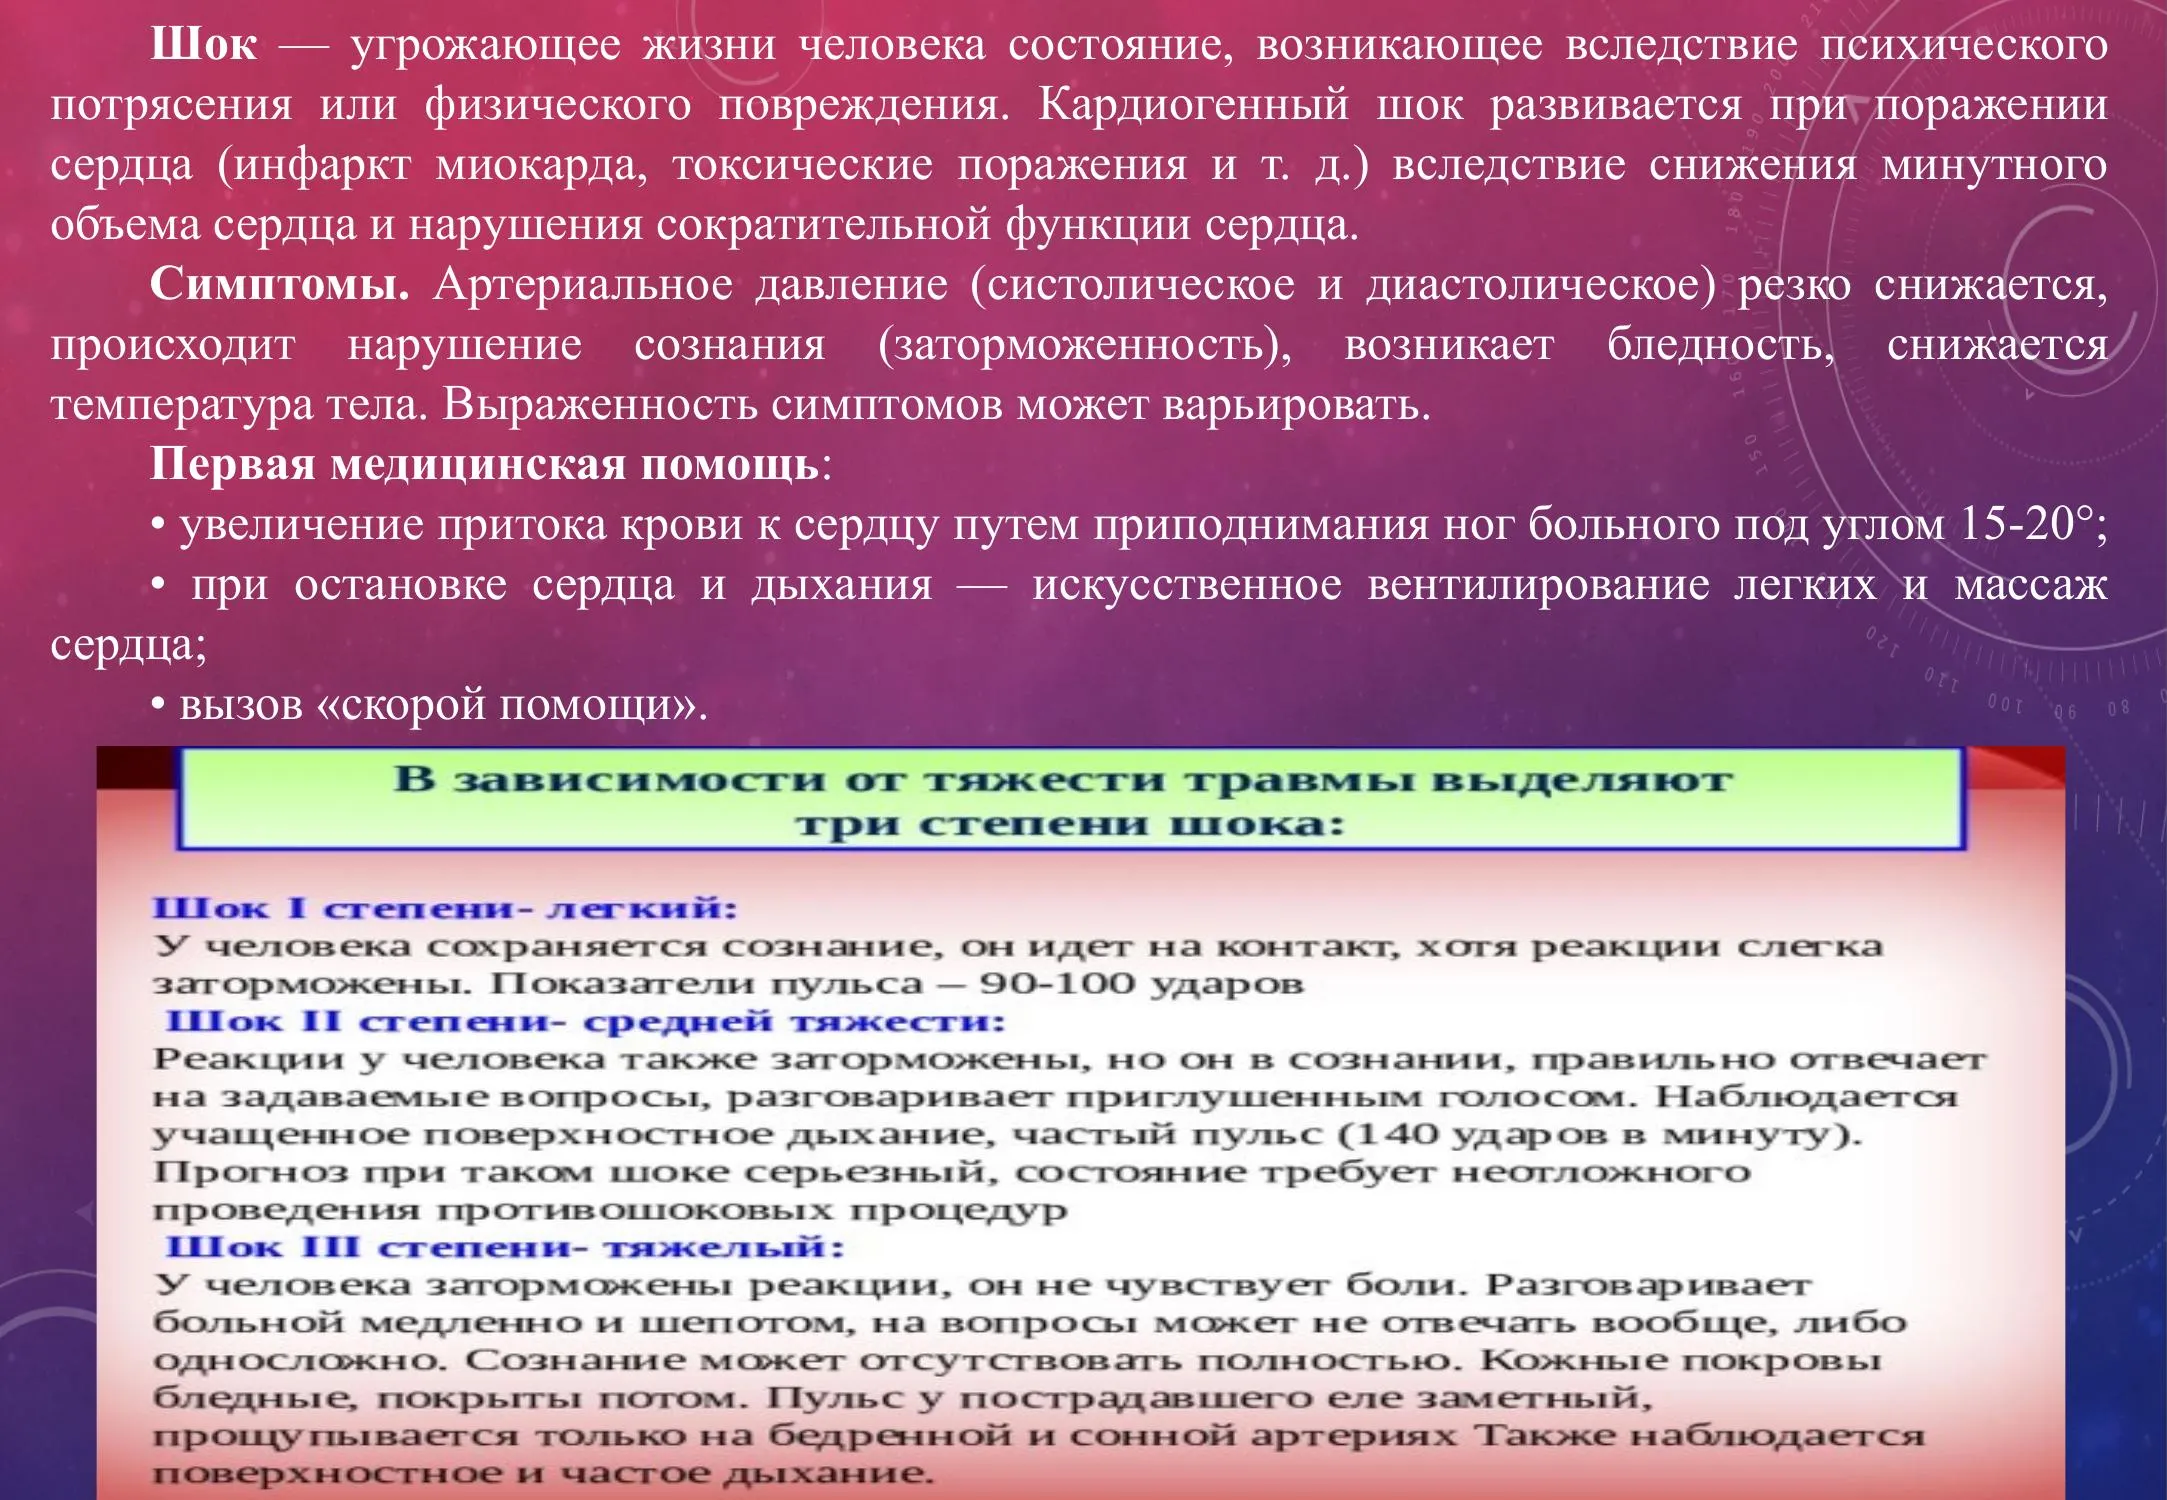 Шок — угрожающее жизни человека состояние, возникающее вследствие психического
потрясения или физического повреждения. Кардиогенный шок развивается при поражении
сердца (инфаркт миокарда, токсические поражения и т. д.) вследствие снижения минутного
объема сердца и нарушения сократительной функции сердца.
Симптомы. Артериальное давление (систолическое и диастолическое) резко снижается,
происходит нарушение сознания (заторможенность), возникает бледность, снижается
температура тела. Выраженность симптомов может варьировать.
Первая медицинская помощь:
• увеличение притока крови к сердцу путем приподнимания ног больного под углом 15-20°;
• при остановке сердца и дыхания — искусственное вентилирование легких и массаж
сердца;
• вызов «скорой помощи».
В зависимости от тяжести травмы выделяют
три степени шока:
Шок I степени- легкий:
У человека сохраняется сознание, он идет на контакт, хотя реакции слегка
заторможены. Показатели пульса – 90-100 ударов
Шок II степени- средней тяжести:
Реакции у человека также заторможены, но он в сознании, правильно отвечает
на задаваемые вопросы, разговаривает приглушенным голосом. Наблюдается
учащенное поверхностное дыхание, частый пульс (140 ударов в минуту).
Прогноз при таком шоке серьезный, состояние требует неотложного
проведения противошоковых процедур
Шок III степени- тяжелый:
У человека заторможены реакции, он не чувствует боли. Разговаривает
больной медленно и шепотом, на вопросы может не отвечать вообще, либо
односложно. Сознание может отсутствовать полностью. Кожные покровы
бледные, покрыты потом. Пульс у пострадавшего еле заметный,
прощупывается только на бедренной и сонной артериях Также наблюдается
поверхностное и частое дыхание.